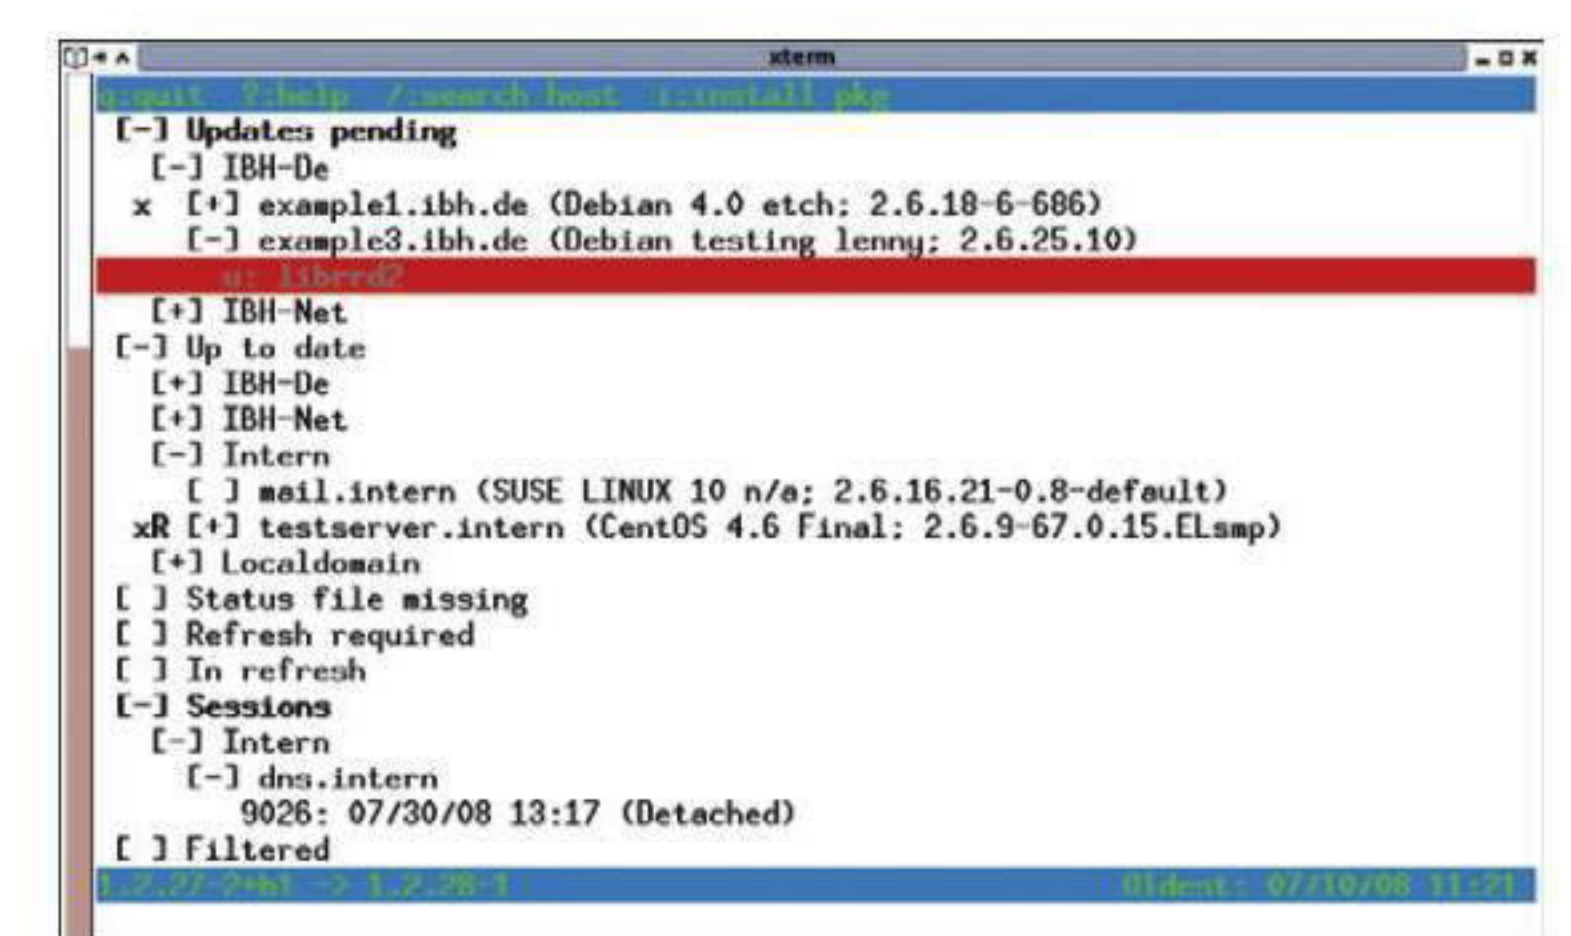 xterm
q:quit ?:help /:search host i:install pkg
[-] Updates pending
[-] IBH-De
x [+] example1.ibh.de (Debian 4.0 etch; 2.6.18-6-686)
[-] example3.ibh.de (Debian testing lenny; 2.6.25.10)
u: librrd2
[+] IBH-Net
[-] Up to date
[+] IBH-De
[+] IBH-Net
[-] Intern
[ ] mail.intern (SUSE LINUX 10 n/a; 2.6.16.21-0.8-default)
xR [+] testserver.intern (CentOS 4.6 Final; 2.6.9-67.0.15.ELsmp)
[+] Localdomain
[ ] Status file missing
[ ] Refresh required
[ ] In refresh
[-] Sessions
[-] Intern
[-] dns.intern
9026: 07/30/08 13:17 (Detached)
[ ] Filtered
1.2.27-2+b1 -> 1.2.28-1 Oldest: 07/10/08 11:21